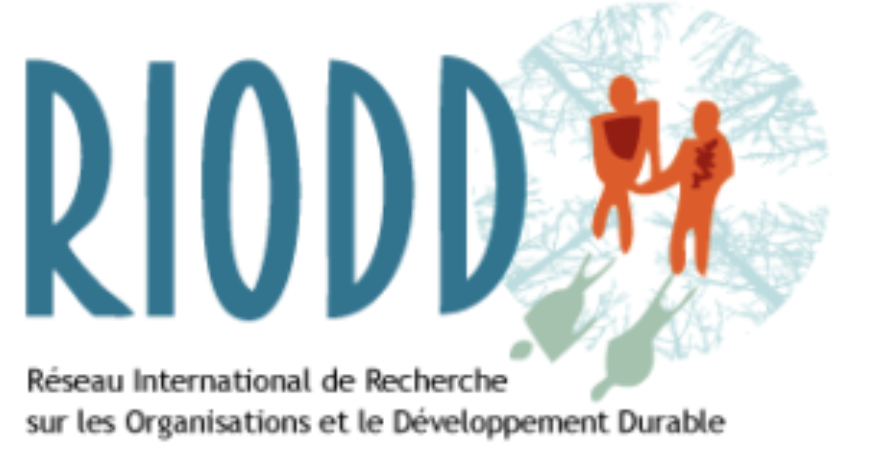 RIODD
Réseau International de Recherche
sur les Organisations et le Développement Durable